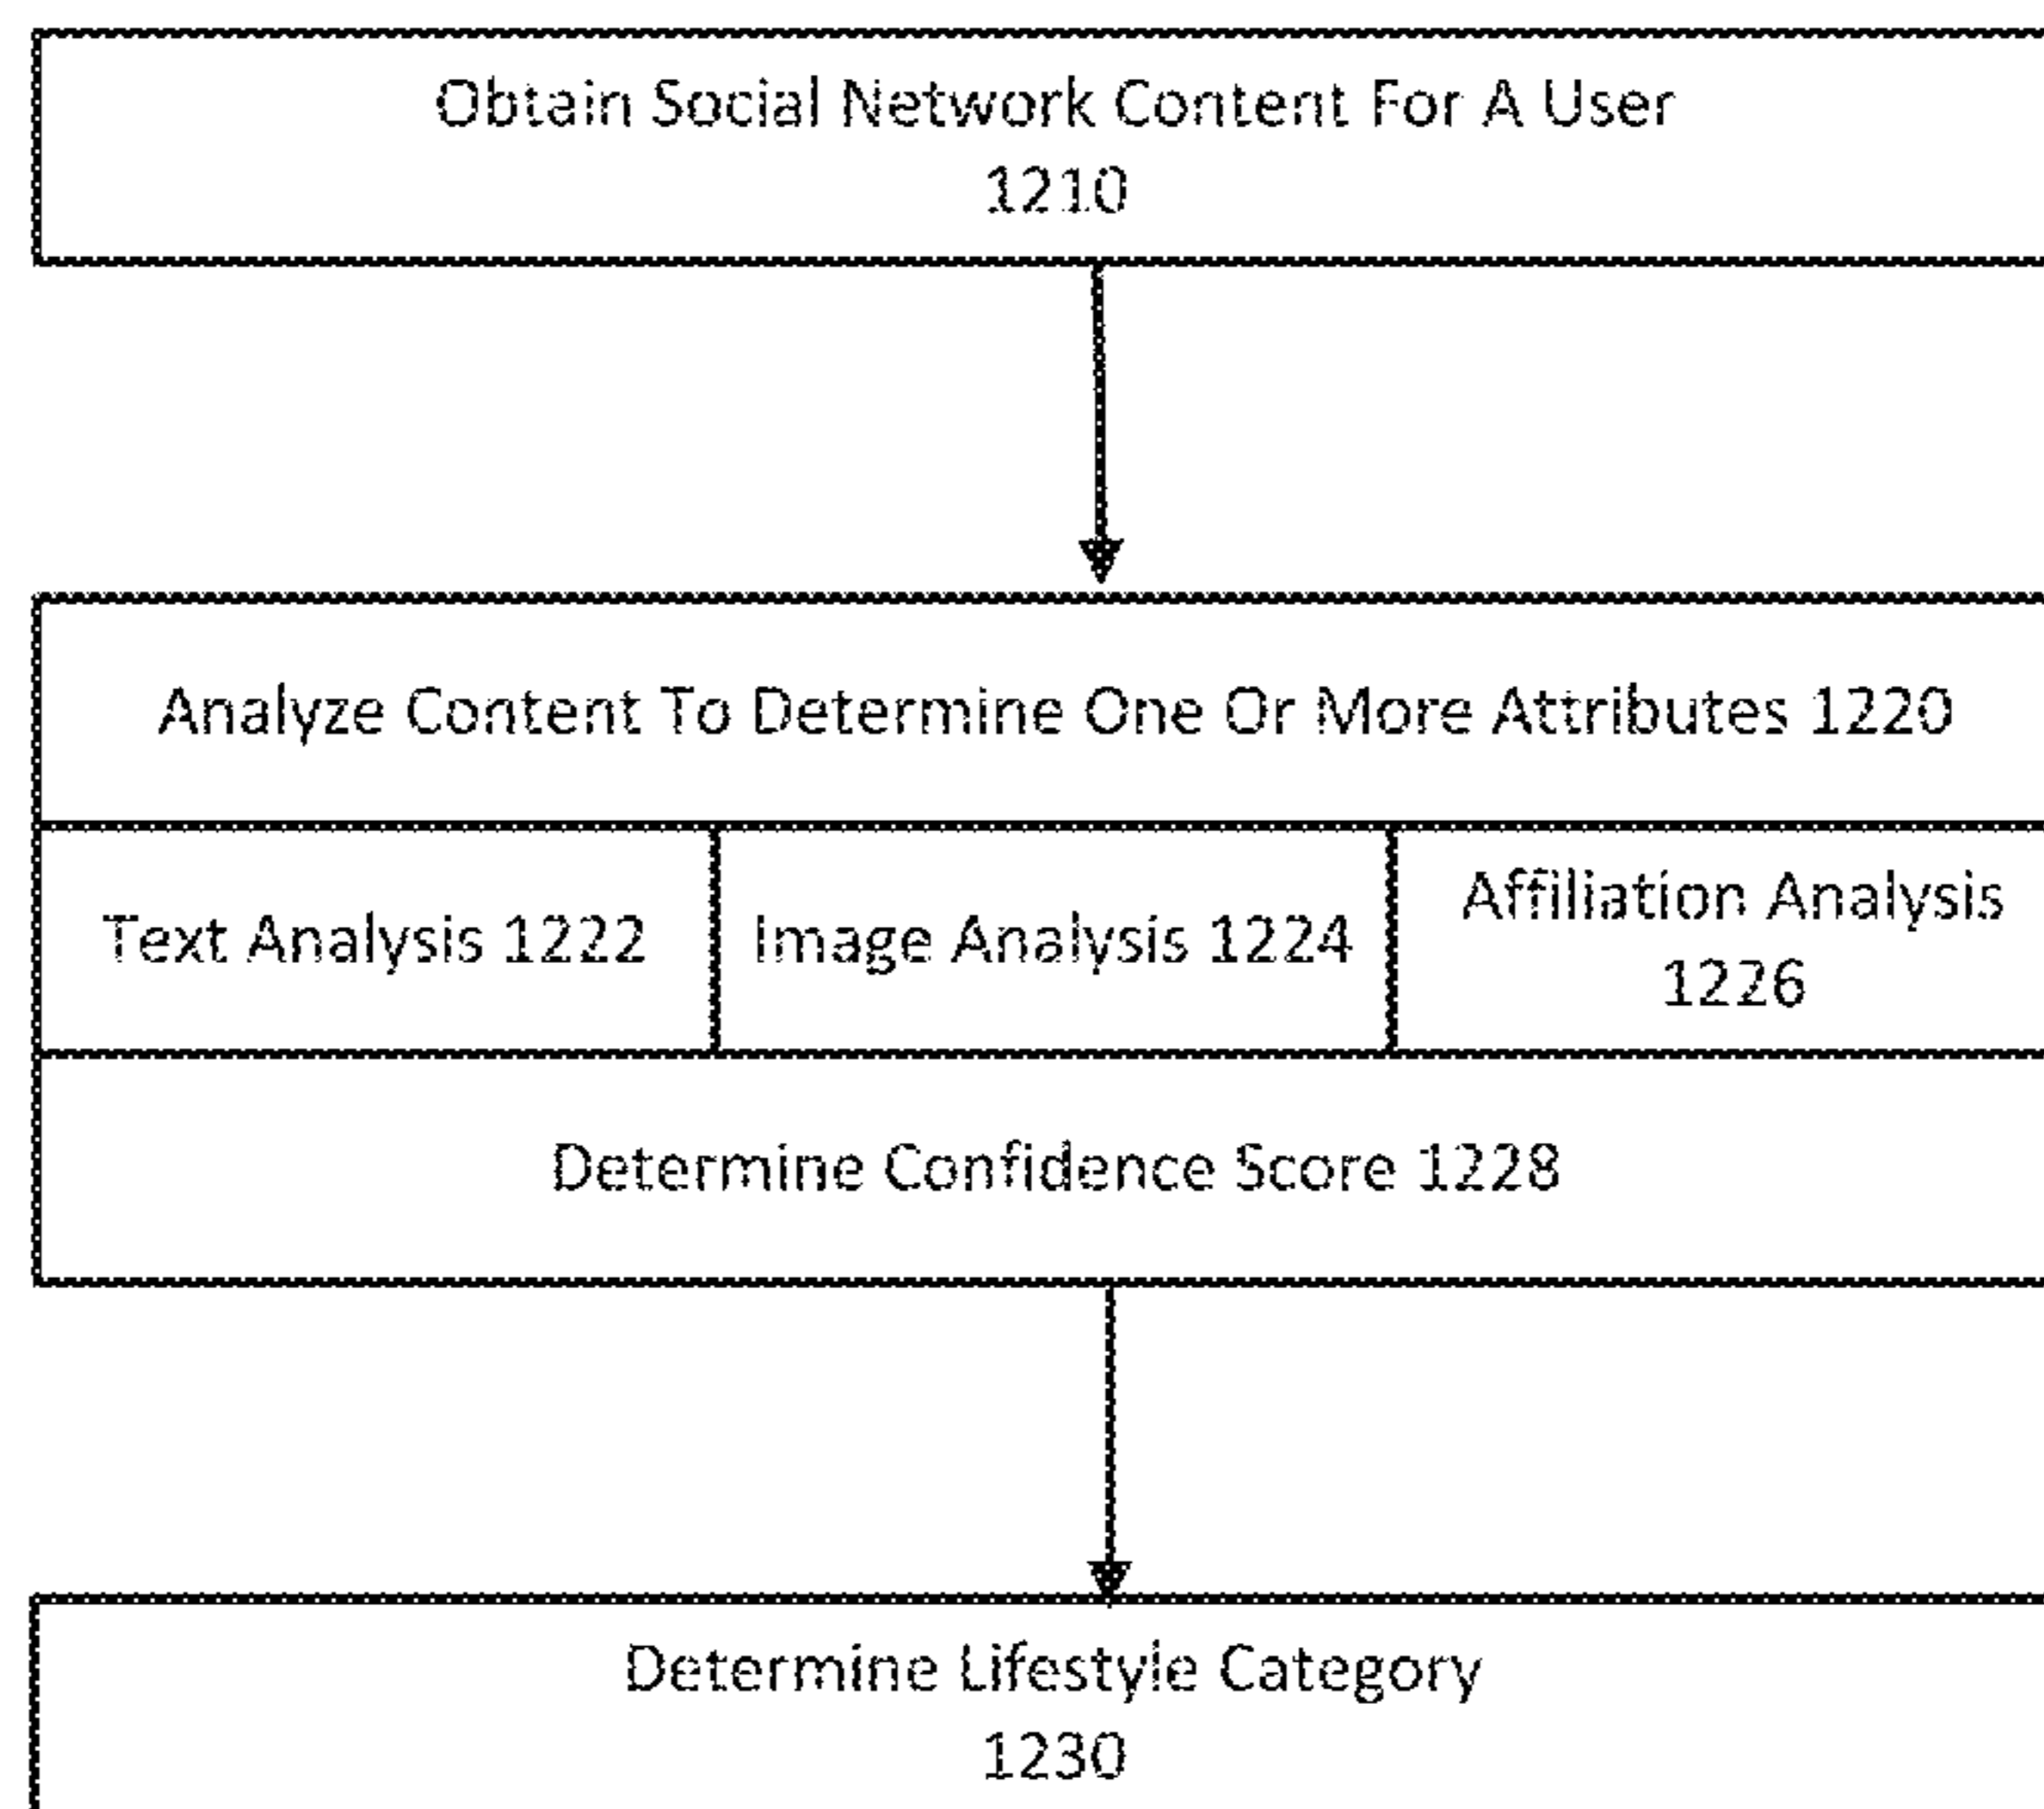 Obtain Social Network Content For A User
1210
Analyze Content To Determine One Or More Attributes 1220
Text Analysis 1222
Image Analysis 1224
Affiliation Analysis
1226
Determine Confidence Score 1228
Determine Lifestyle Category
1230